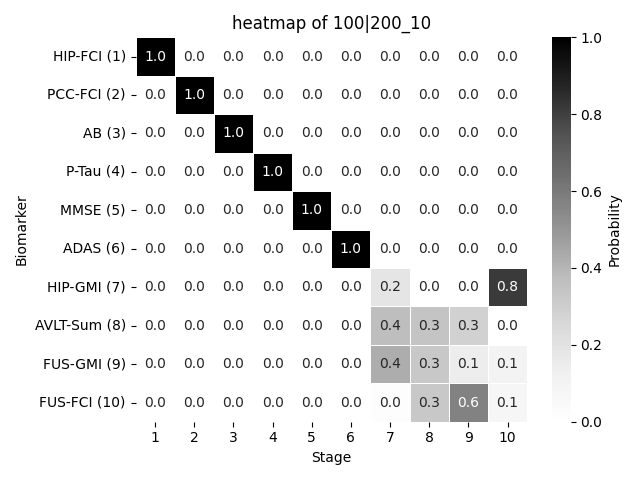 heatmap of 100|200_10
HIP-FCI (1) 1.0 0.0 0.0 0.0 0.0 0.0 0.0 0.0 0.0 0.0
PCC-FCI (2) 0.0 1.0 0.0 0.0 0.0 0.0 0.0 0.0 0.0 0.0
AB (3) 0.0 0.0 1.0 0.0 0.0 0.0 0.0 0.0 0.0 0.0
P-Tau (4) 0.0 0.0 0.0 1.0 0.0 0.0 0.0 0.0 0.0 0.0
MMSE (5) 0.0 0.0 0.0 0.0 1.0 0.0 0.0 0.0 0.0 0.0
ADAS (6) 0.0 0.0 0.0 0.0 0.0 1.0 0.0 0.0 0.0 0.0
HIP-GMI (7) 0.0 0.0 0.0 0.0 0.0 0.0 0.2 0.0 0.0 0.8
AVLT-Sum (8) 0.0 0.0 0.0 0.0 0.0 0.0 0.4 0.3 0.3 0.0
FUS-GMI (9) 0.0 0.0 0.0 0.0 0.0 0.0 0.4 0.3 0.1 0.1
FUS-FCI (10) 0.0 0.0 0.0 0.0 0.0 0.0 0.0 0.3 0.6 0.1
1 2 3 4 5 6 7 8 9 10
Stage
Biomarker
1.0
0.8
0.6
0.4
0.2
0.0
Probability